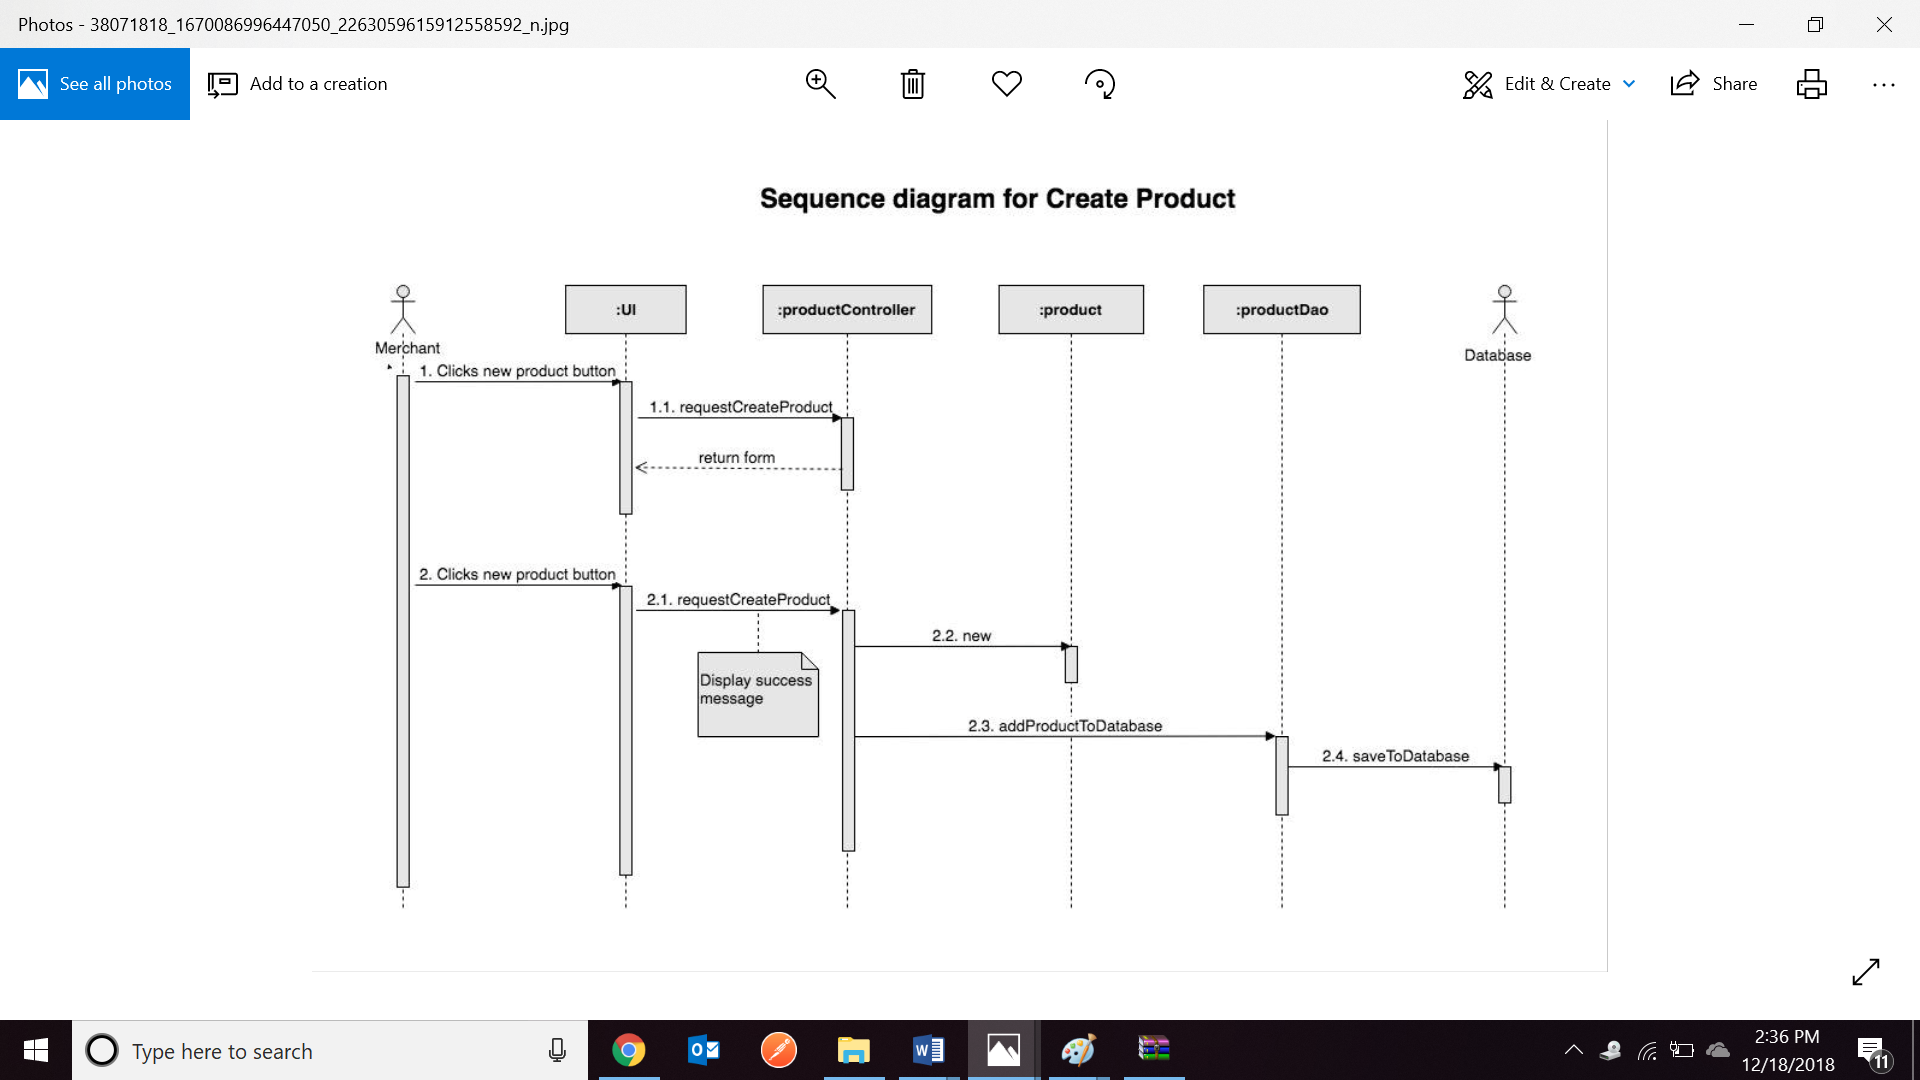 Photos - 38071818_1670086996447050_2263059615912558592_n.jpg
See all photos
Add to a creation
Edit & Create
Share
Sequence diagram for Create Product
:UI
:productController
:product
:productDao
Merchant
Database
1. Clicks new product button
1.1. requestCreateProduct
return form
2. Clicks new product button
2.1. requestCreateProduct
2.2. new
Display success
message
2.3. addProductToDatabase
2.4. saveToDatabase
Type here to search
2:36 PM
12/18/2018
11